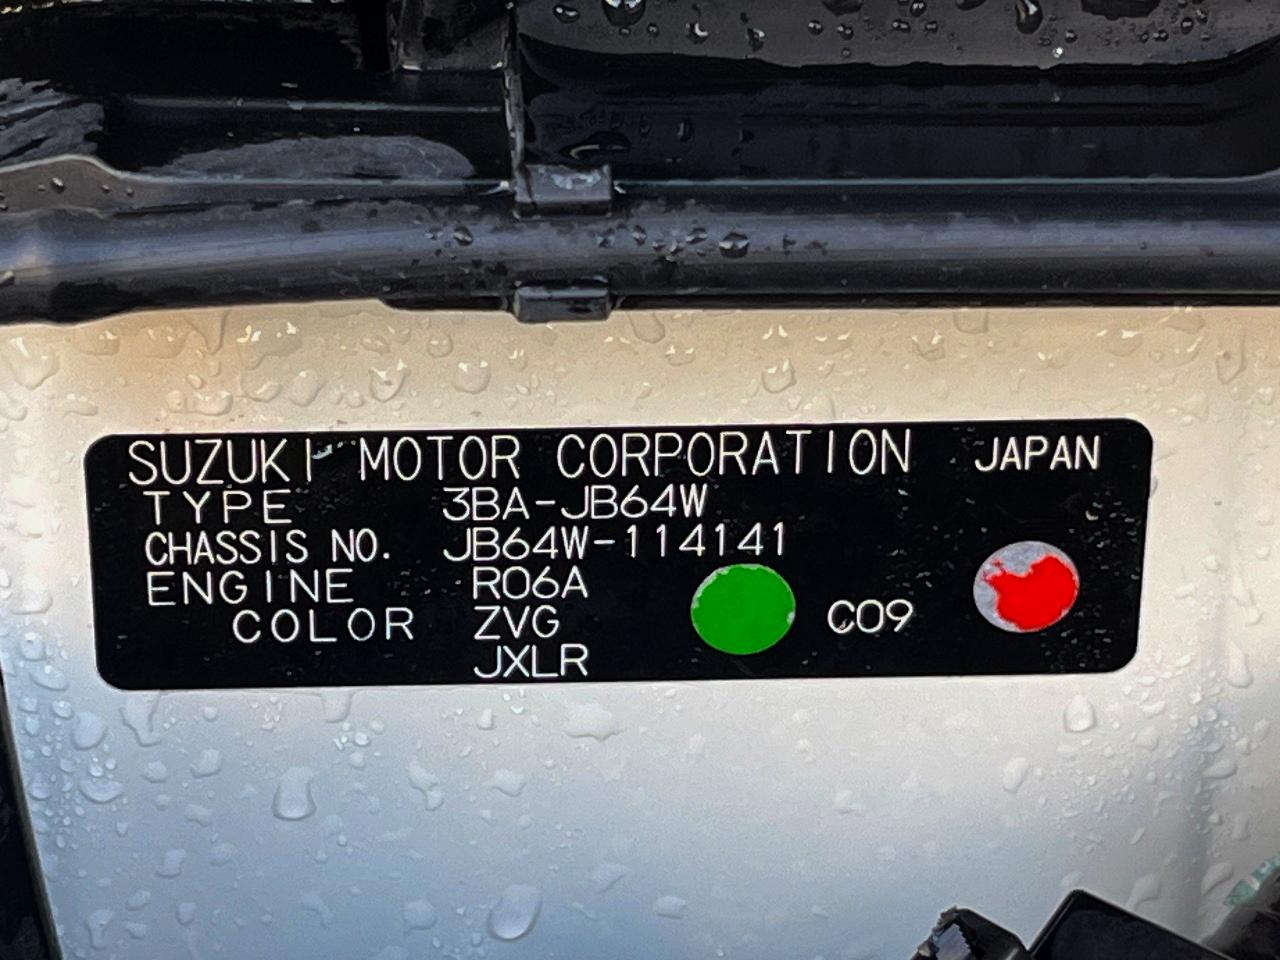 SUZUKI MOTOR CORPORATION JAPAN
TYPE 3BA-JB64W
CHASSIS NO. JB64W-114141
ENGINE R06A
COLOR ZVG C09
JXLR